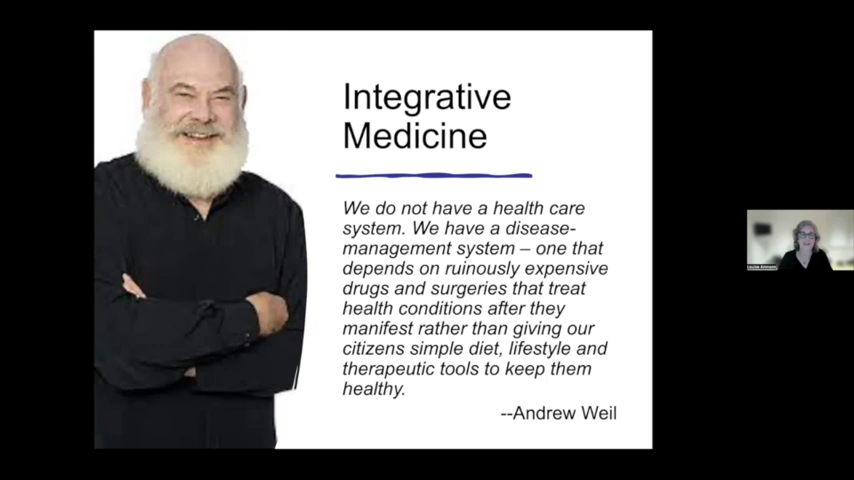 Integrative
Medicine
We do not have a health care
system. We have a disease-
management system – one that
depends on ruinously expensive
drugs and surgeries that treat
health conditions after they
manifest rather than giving our
citizens simple diet, lifestyle and
therapeutic tools to keep them
healthy.
--Andrew Weil
Louise